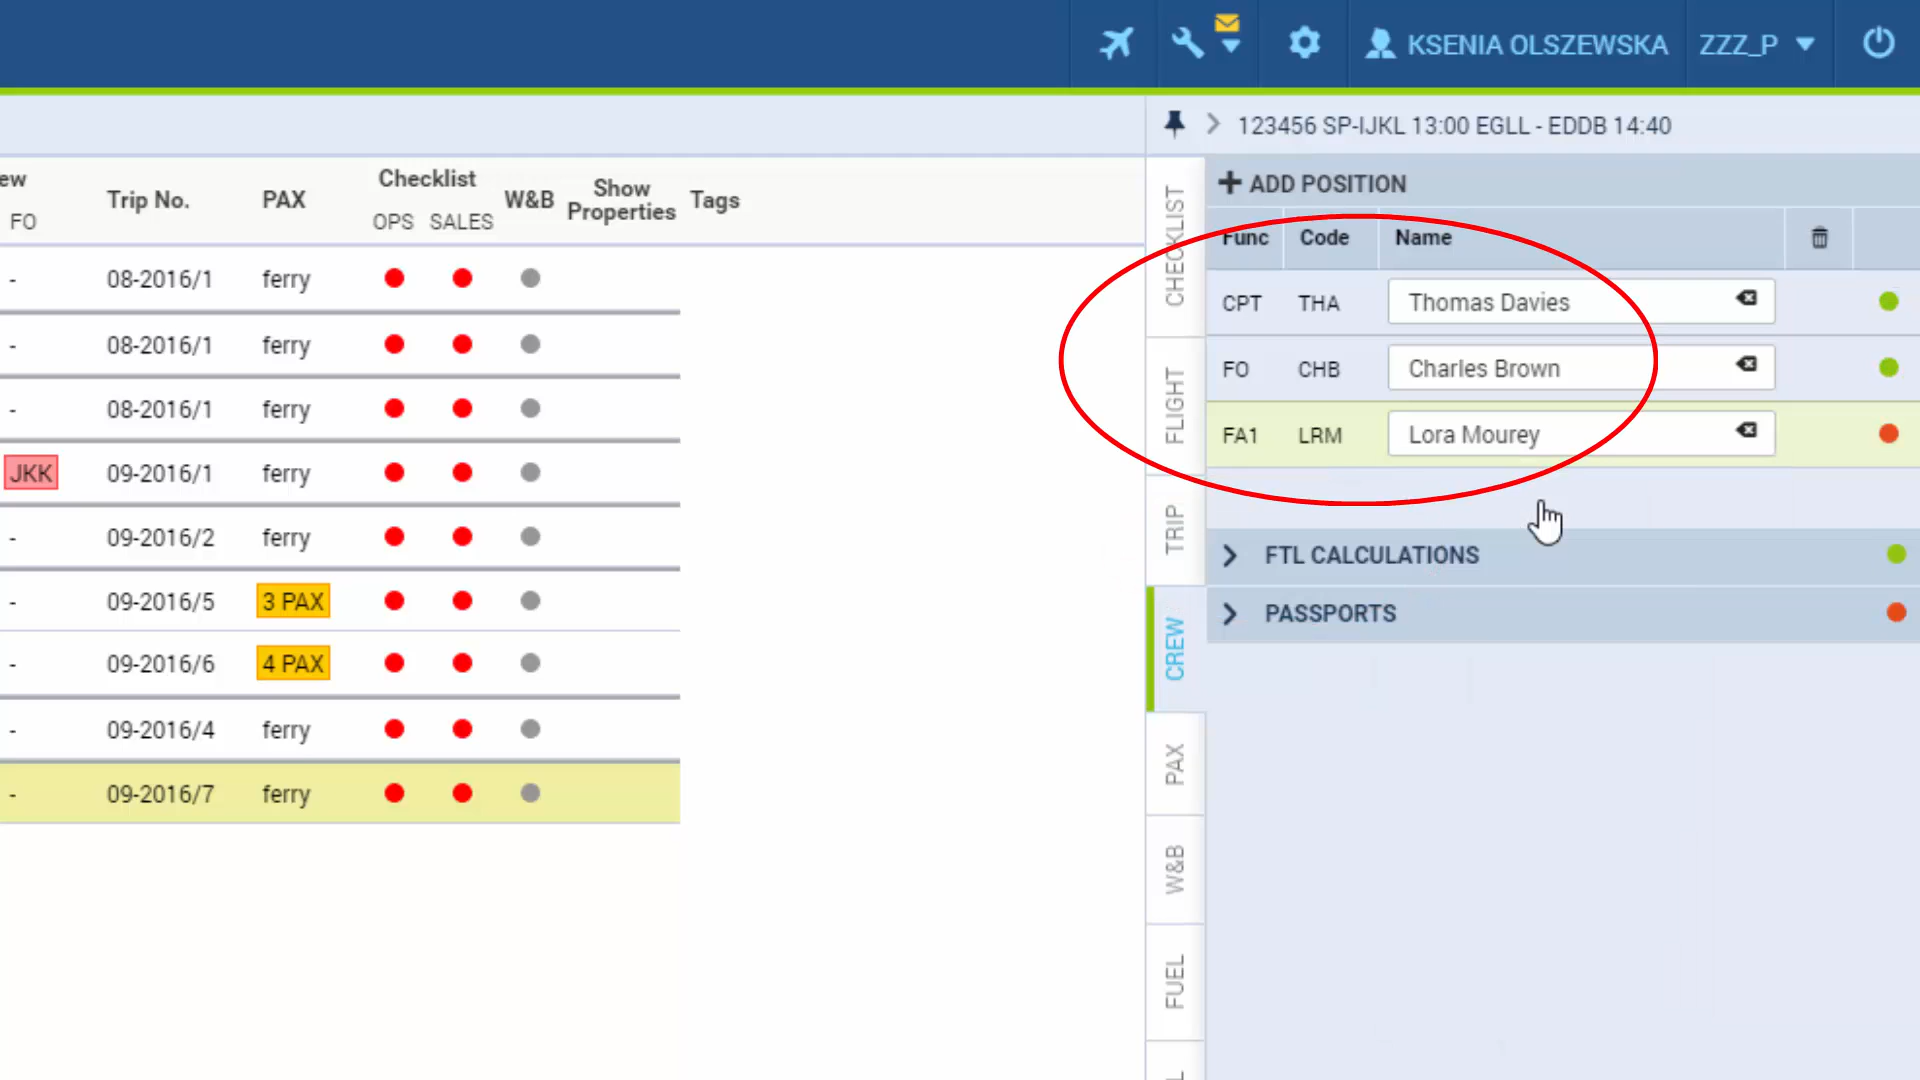 KSENIA OLSZEWSKA ZZZ_P
123456 SP-IJKL 13:00 EGLL - EDDB 14:40
ew Trip No. PAX Checklist W&B Show Properties Tags
FO OPS SALES
- 08-2016/1 ferry
- 08-2016/1 ferry
- 08-2016/1 ferry
JKK 09-2016/1 ferry
- 09-2016/2 ferry
- 09-2016/5 3 PAX
- 09-2016/6 4 PAX
- 09-2016/4 ferry
- 09-2016/7 ferry
CHECKLIST
FLIGHT
TRIP
CREW
PAX
W&B
FUEL
L
+ ADD POSITION
Func Code Name
CPT THA Thomas Davies
FO CHB Charles Brown
FA1 LRM Lora Mourey
FTL CALCULATIONS
PASSPORTS